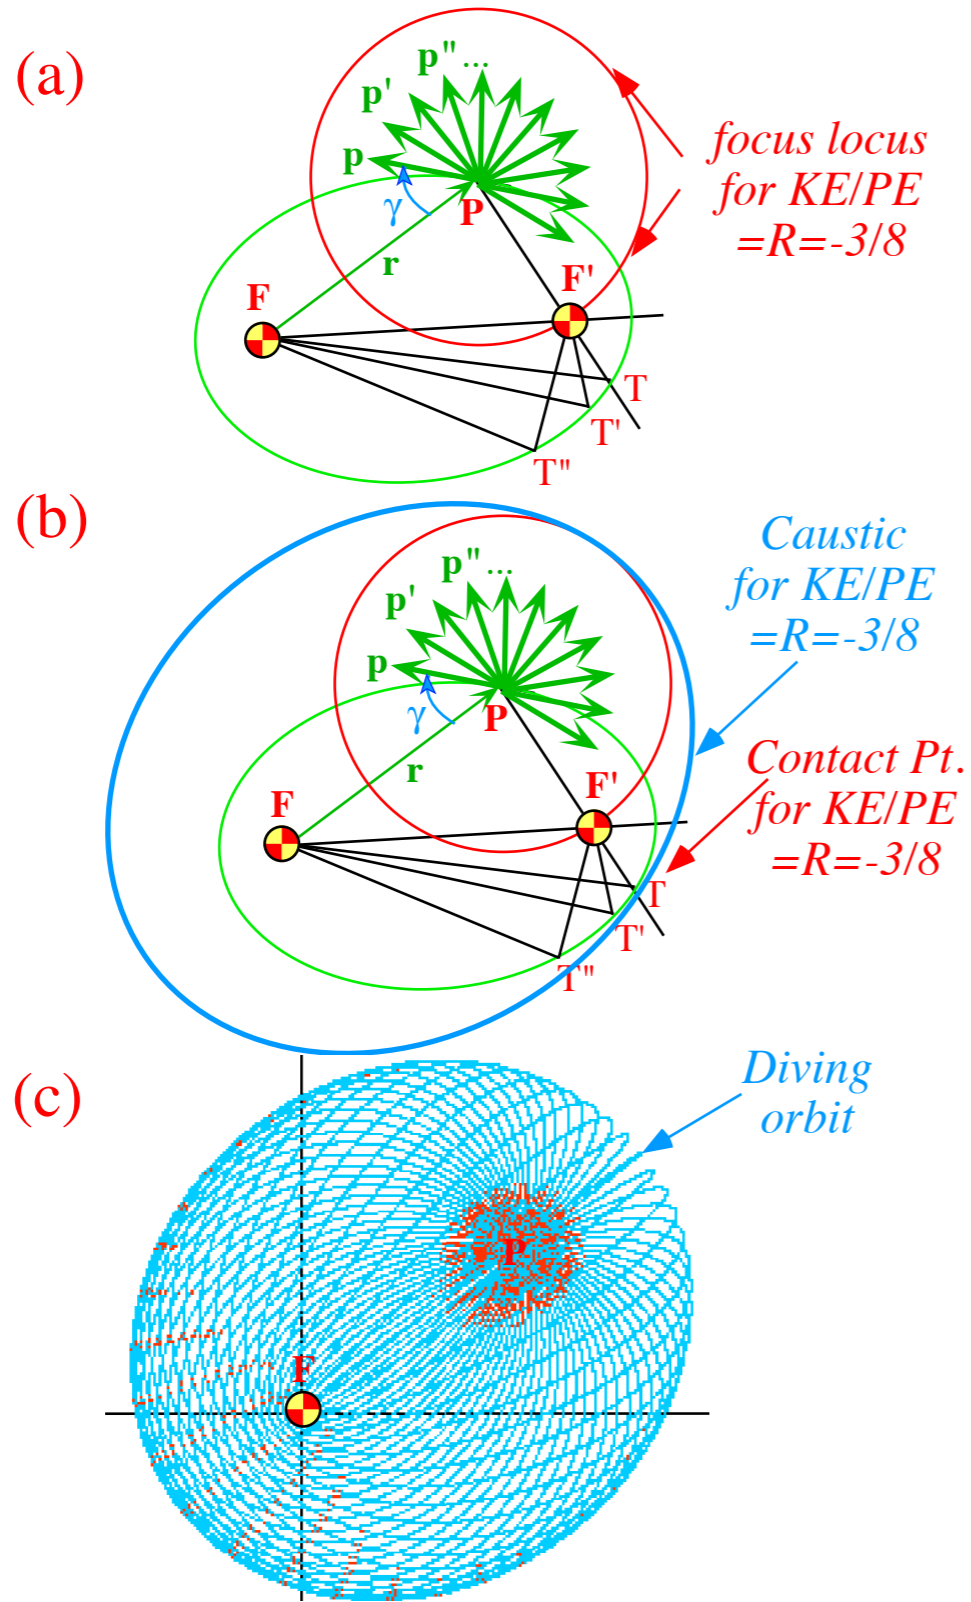 (a)
p" ...
p'
p
γ
P
r
F
F'
T
T'
T"
focus locus
for KE/PE
=R=-3/8
(b)
p" ...
p'
p
γ
P
r
F
F'
T
T'
T"
Caustic
for KE/PE
=R=-3/8
Contact Pt.
for KE/PE
=R=-3/8
(c)
Diving
orbit
P
F